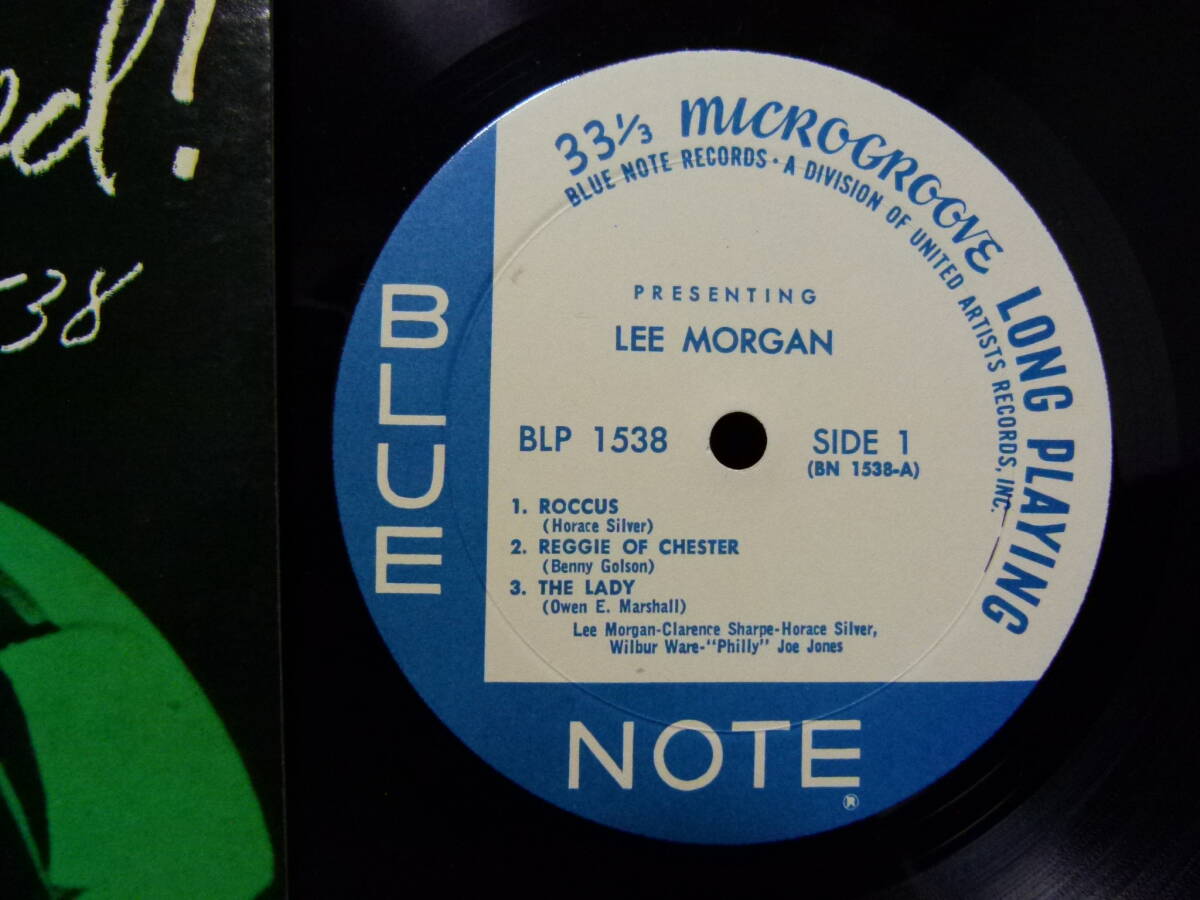 d!
38
33⅓ MICROGROOVE LONG PLAYING
BLUE NOTE RECORDS · A DIVISION OF UNITED ARTISTS RECORDS, INC.
PRESENTING
LEE MORGAN
BLP 1538
SIDE 1
(BN 1538-A)
1. ROCCUS
(Horace Silver)
2. REGGIE OF CHESTER
(Benny Golson)
3. THE LADY
(Owen E. Marshall)
Lee Morgan-Clarence Sharpe-Horace Silver,
Wilbur Ware-"Philly" Joe Jones
BLUE
NOTE
®